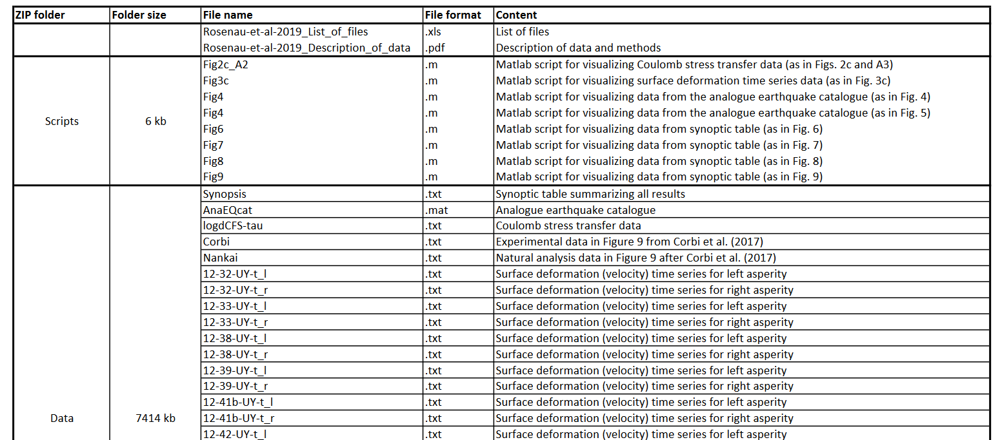 ZIP folder Folder size File name File format Content
Rosenau-et-al-2019_List_of_files .xls List of files
Rosenau-et-al-2019_Description_of_data .pdf Description of data and methods
Fig2c_A2 .m Matlab script for visualizing Coulomb stress transfer data (as in Figs. 2c and A3)
Fig3c .m Matlab script for visualizing surface deformation time series data (as in Fig. 3c)
Fig4 .m Matlab script for visualizing data from the analogue earthquake catalogue (as in Fig. 4)
Fig4 .m Matlab script for visualizing data from the analogue earthquake catalogue (as in Fig. 5)
Scripts 6 kb Fig6 .m Matlab script for visualizing data from synoptic table (as in Fig. 6)
Fig7 .m Matlab script for visualizing data from synoptic table (as in Fig. 7)
Fig8 .m Matlab script for visualizing data from synoptic table (as in Fig. 8)
Fig9 .m Matlab script for visualizing data from synoptic table (as in Fig. 9)
Synopsis .txt Synoptic table summarizing all results
AnaEQcat .mat Analogue earthquake catalogue
logdCFS-tau .txt Coulomb stress transfer data
Corbi .txt Experimental data in Figure 9 from Corbi et al. (2017)
Nankai .txt Natural analysis data in Figure 9 after Corbi et al. (2017)
12-32-UY-t_l .txt Surface deformation (velocity) time series for left asperity
12-32-UY-t_r .txt Surface deformation (velocity) time series for right asperity
12-33-UY-t_l .txt Surface deformation (velocity) time series for left asperity
12-33-UY-t_r .txt Surface deformation (velocity) time series for right asperity
12-38-UY-t_l .txt Surface deformation (velocity) time series for left asperity
12-38-UY-t_r .txt Surface deformation (velocity) time series for right asperity
12-39-UY-t_l .txt Surface deformation (velocity) time series for left asperity
12-39-UY-t_r .txt Surface deformation (velocity) time series for right asperity
12-41b-UY-t_l .txt Surface deformation (velocity) time series for left asperity
Data 7414 kb 12-41b-UY-t_r .txt Surface deformation (velocity) time series for right asperity
12-42-UY-t_l .txt Surface deformation (velocity) time series for left asperity